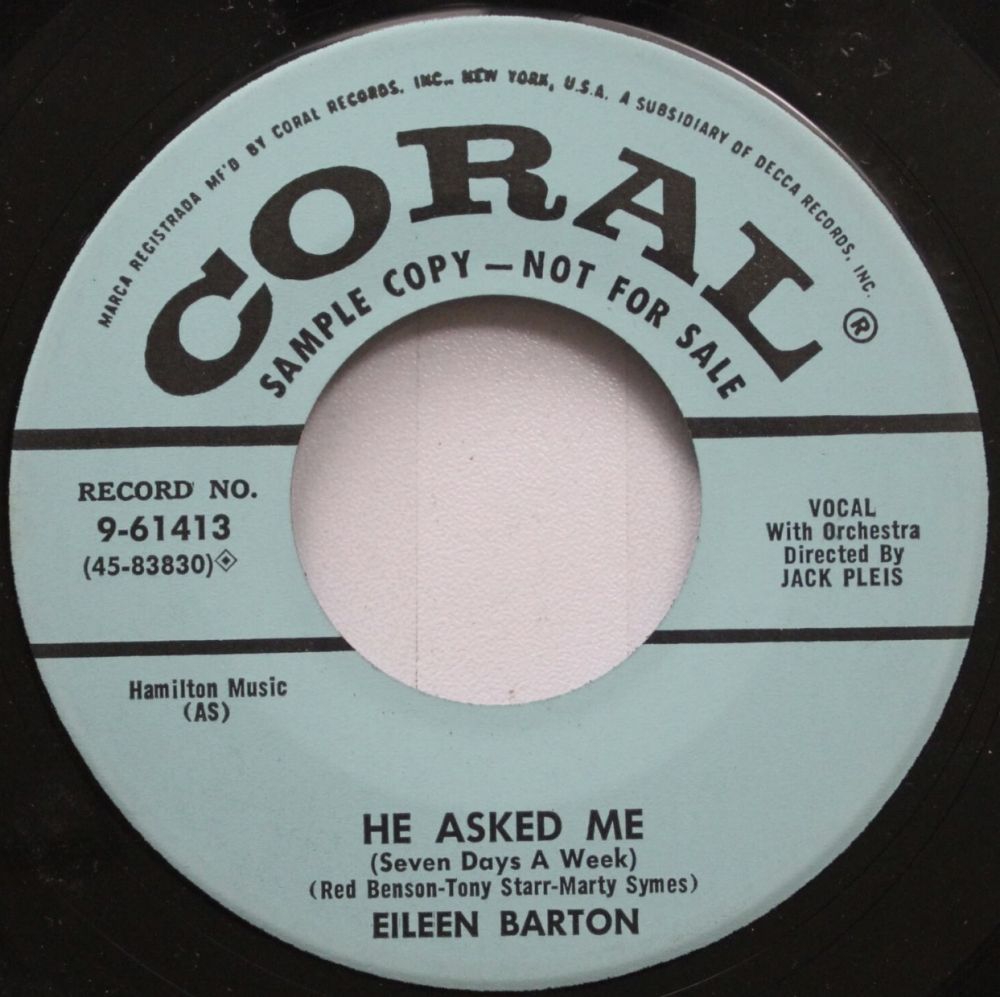 MARCA REGISTRADA MF'D BY CORAL RECORDS, INC., NEW YORK, U.S.A. A SUBSIDIARY OF DECCA RECORDS, INC.
CORAL®
SAMPLE COPY — NOT FOR SALE
RECORD NO.
9-61413
(45-83830)
VOCAL
With Orchestra
Directed By
JACK PLEIS
Hamilton Music
(AS)
HE ASKED ME
(Seven Days A Week)
(Red Benson-Tony Starr-Marty Symes)
EILEEN BARTON